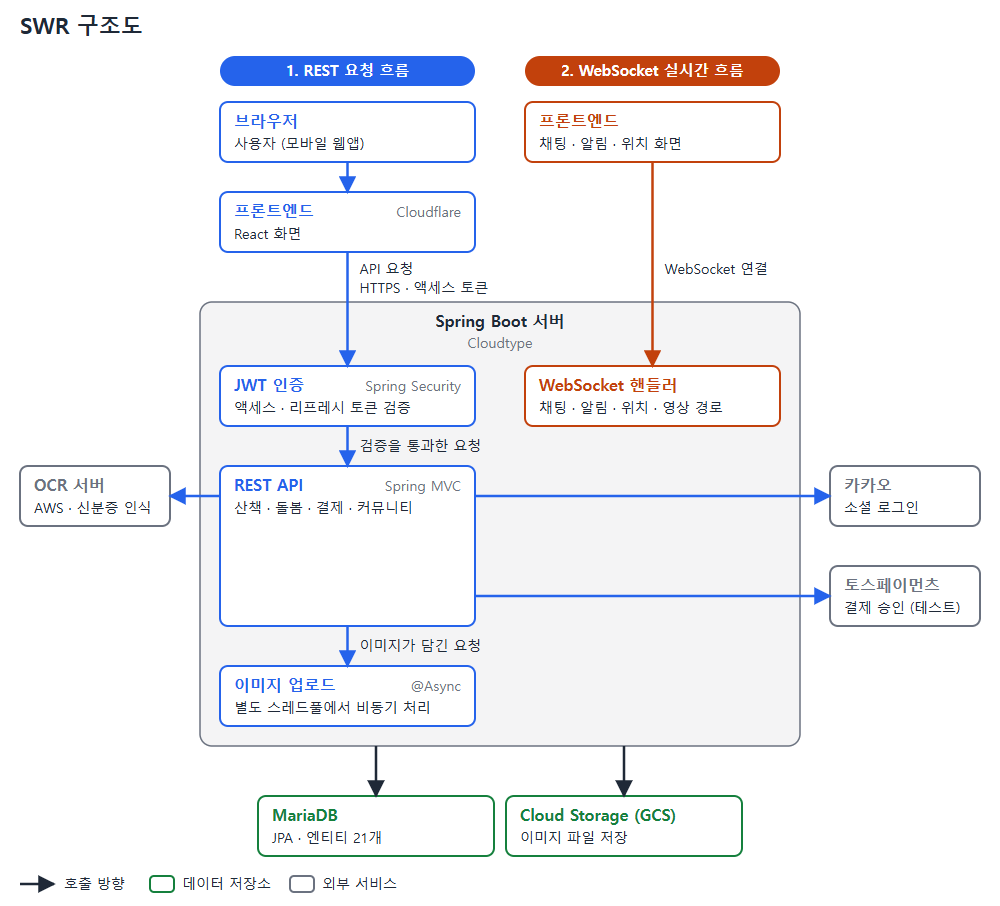 SWR 구조도
1. REST 요청 흐름
2. WebSocket 실시간 흐름
브라우저
사용자 (모바일 웹앱)
프론트엔드
채팅 · 알림 · 위치 화면
프론트엔드
Cloudflare
React 화면
API 요청
HTTPS · 액세스 토큰
WebSocket 연결
Spring Boot 서버
Cloudtype
JWT 인증
Spring Security
액세스 · 리프레시 토큰 검증
WebSocket 핸들러
채팅 · 알림 · 위치 · 영상 경로
검증을 통과한 요청
OCR 서버
AWS · 신분증 인식
REST API
Spring MVC
산책 · 돌봄 · 결제 · 커뮤니티
카카오
소셜 로그인
토스페이먼츠
결제 승인 (테스트)
이미지가 담긴 요청
이미지 업로드
@Async
별도 스레드풀에서 비동기 처리
MariaDB
JPA · 엔티티 21개
Cloud Storage (GCS)
이미지 파일 저장
호출 방향
데이터 저장소
외부 서비스